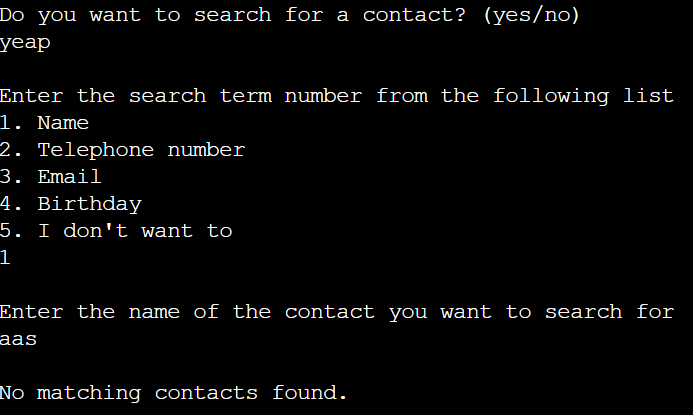 Do you want to search for a contact? (yes/no)
yeap
Enter the search term number from the following list
1. Name
2. Telephone number
3. Email
4. Birthday
5. I don't want to
1
Enter the name of the contact you want to search for
aas
No matching contacts found.